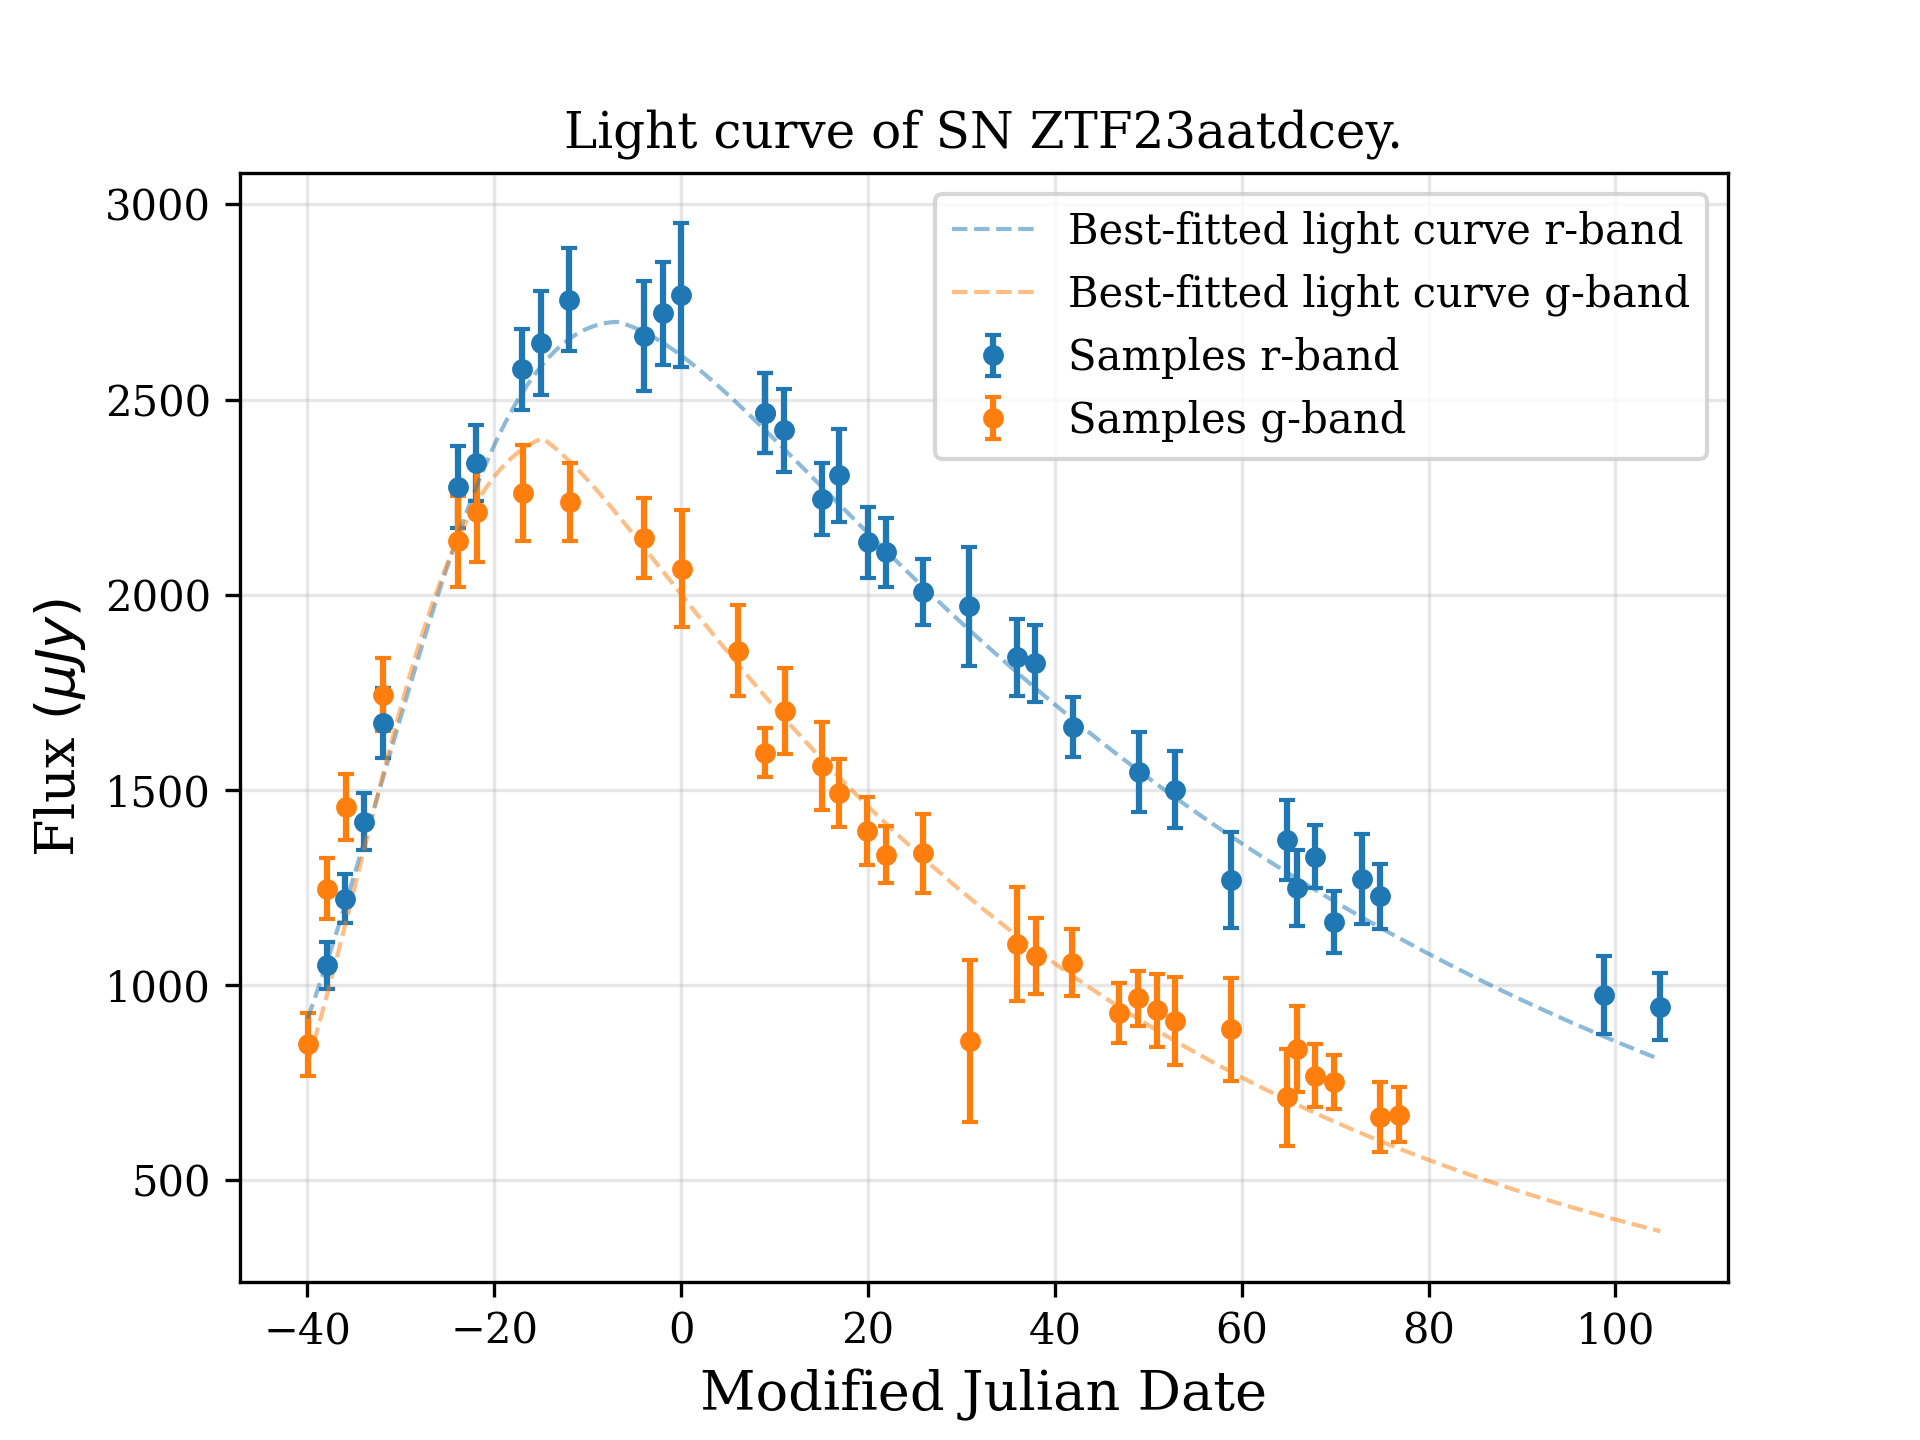 Light curve of SN ZTF23aatdcey.
3000
2500
2000
1500
1000
500
Flux (μJy)
Best-fitted light curve r-band
Best-fitted light curve g-band
Samples r-band
Samples g-band
−40 −20 0 20 40 60 80 100
Modified Julian Date